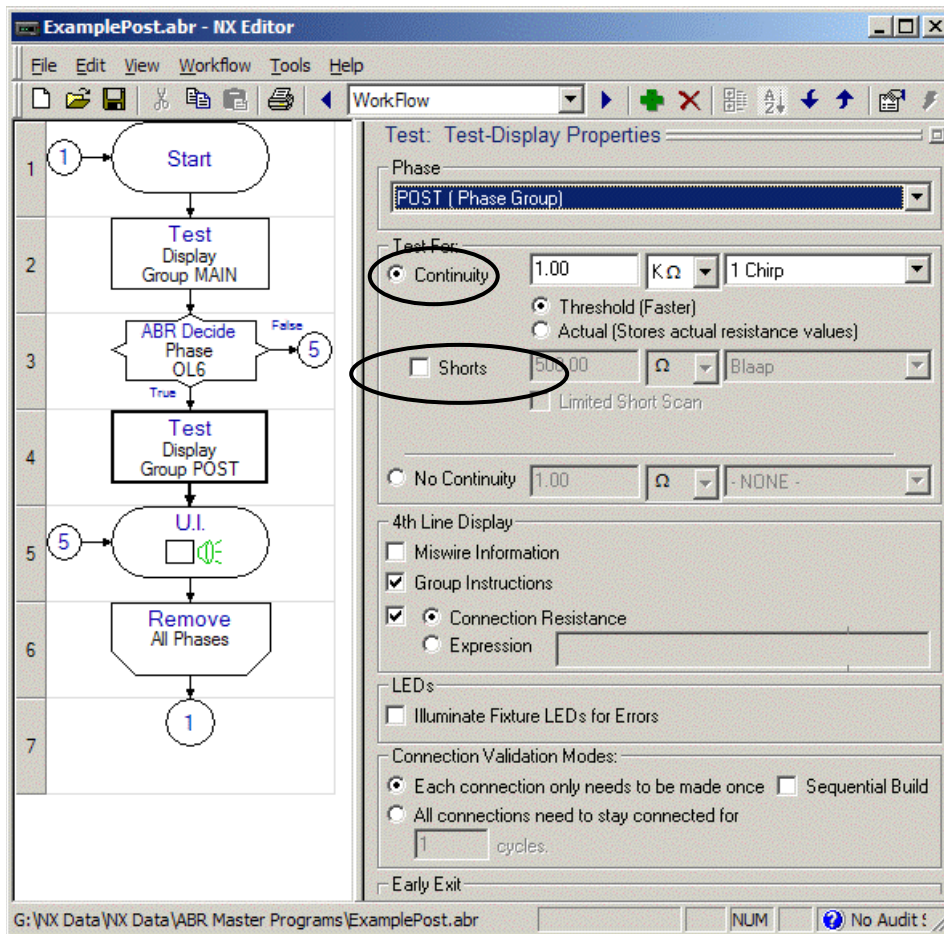 ExamplePost.abr - NX Editor
File Edit View Workflow Tools Help
WorkFlow
1
1
Start
2
Test
Display
Group MAIN
3
ABR Decide
Phase
OL6
False
5
True
4
Test
Display
Group POST
5
5
U.I.
6
Remove
All Phases
7
1
Test: Test-Display Properties
Phase
POST ( Phase Group)
Test For:
Continuity 1.00 KΩ 1 Chirp
Threshold (Faster)
Actual (Stores actual resistance values)
Shorts 500.00 Ω Blaap
Limited Short Scan
No Continuity 1.00 Ω - NONE -
4th Line Display
Miswire Information
Group Instructions
Connection Resistance
Expression
LEDs
Illuminate Fixture LEDs for Errors
Connection Validation Modes:
Each connection only needs to be made once Sequential Build
All connections need to stay connected for
1 cycles.
Early Exit
G:\NX Data\NX Data\ABR Master Programs\ExamplePost.abr NUM No Audit